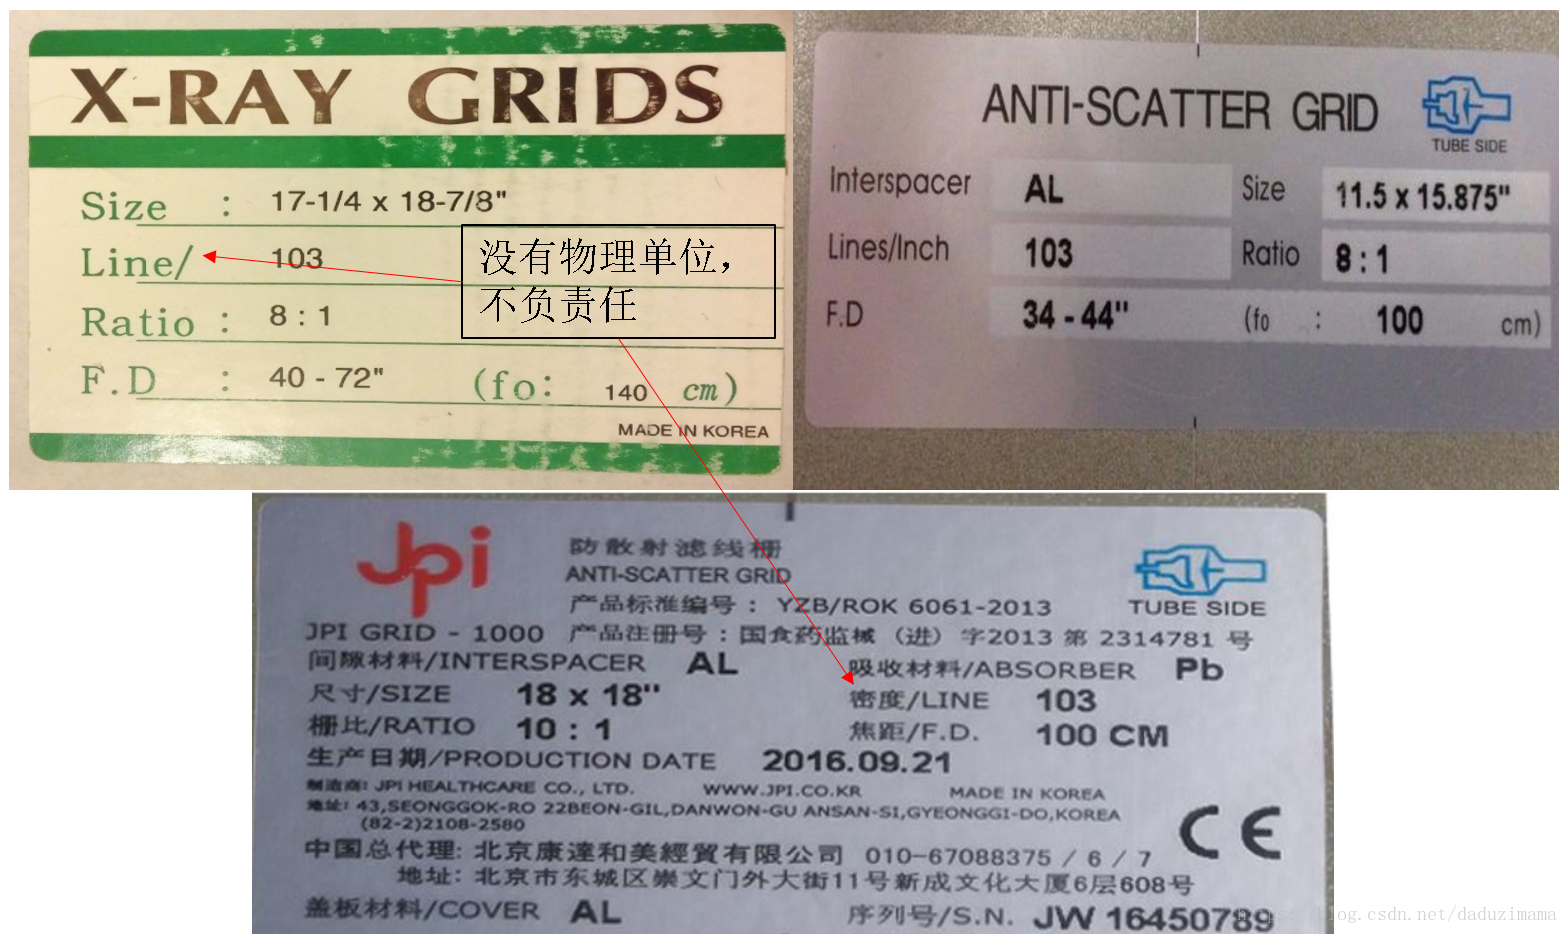 X-RAY GRIDS
Size : 17-1/4 x 18-7/8"
Line/ 103
Ratio : 8 : 1
F.D : 40 - 72" (fo: 140 cm)
MADE IN KOREA
没有物理单位，
不负责任
ANTI-SCATTER GRID
TUBE SIDE
Interspacer AL Size 11.5 x 15.875"
Lines/Inch 103 Ratio 8 : 1
F.D 34 - 44" (fo : 100 cm)
Jpi
防散射滤线栅
ANTI-SCATTER GRID
TUBE SIDE
产品标准编号： YZB/ROK 6061-2013
JPI GRID - 1000 产品注册号：国食药监械（进）字2013 第 2314781 号
间隙材料/INTERSPACER AL 吸收材料/ABSORBER Pb
尺寸/SIZE 18 x 18" 密度/LINE 103
栅比/RATIO 10 : 1 焦距/F.D. 100 CM
生产日期/PRODUCTION DATE 2016.09.21
制造商: JPI HEALTHCARE CO., LTD. WWW.JPI.CO.KR MADE IN KOREA
地址: 43,SEONGGOK-RO 22BEON-GIL,DANWON-GU ANSAN-SI,GYEONGGI-DO,KOREA
(82-2)2108-2580
CE
中国总代理: 北京康達和美經貿有限公司 010-67088375 / 6 / 7
地址: 北京市东城区崇文门外大街11号新成文化大厦6层608号
盖板材料/COVER AL 序列号/S.N. JW 16450789
https://blog.csdn.net/daduzimama